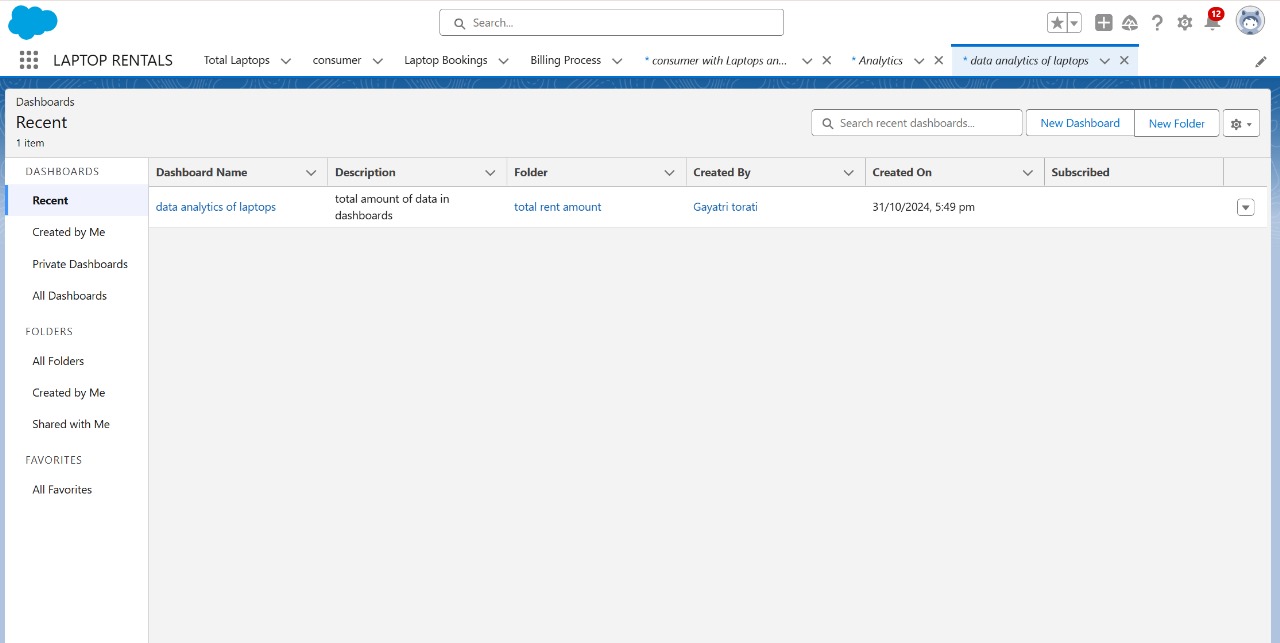 Search...
12
LAPTOP RENTALS
Total Laptops
consumer
Laptop Bookings
Billing Process
* consumer with Laptops an...
* Analytics
* data analytics of laptops
Dashboards
Recent
1 item
Search recent dashboards...
New Dashboard
New Folder
DASHBOARDS
Recent
Created by Me
Private Dashboards
All Dashboards
FOLDERS
All Folders
Created by Me
Shared with Me
FAVORITES
All Favorites
Dashboard Name
Description
Folder
Created By
Created On
Subscribed
data analytics of laptops
total amount of data in
dashboards
total rent amount
Gayatri torati
31/10/2024, 5:49 pm